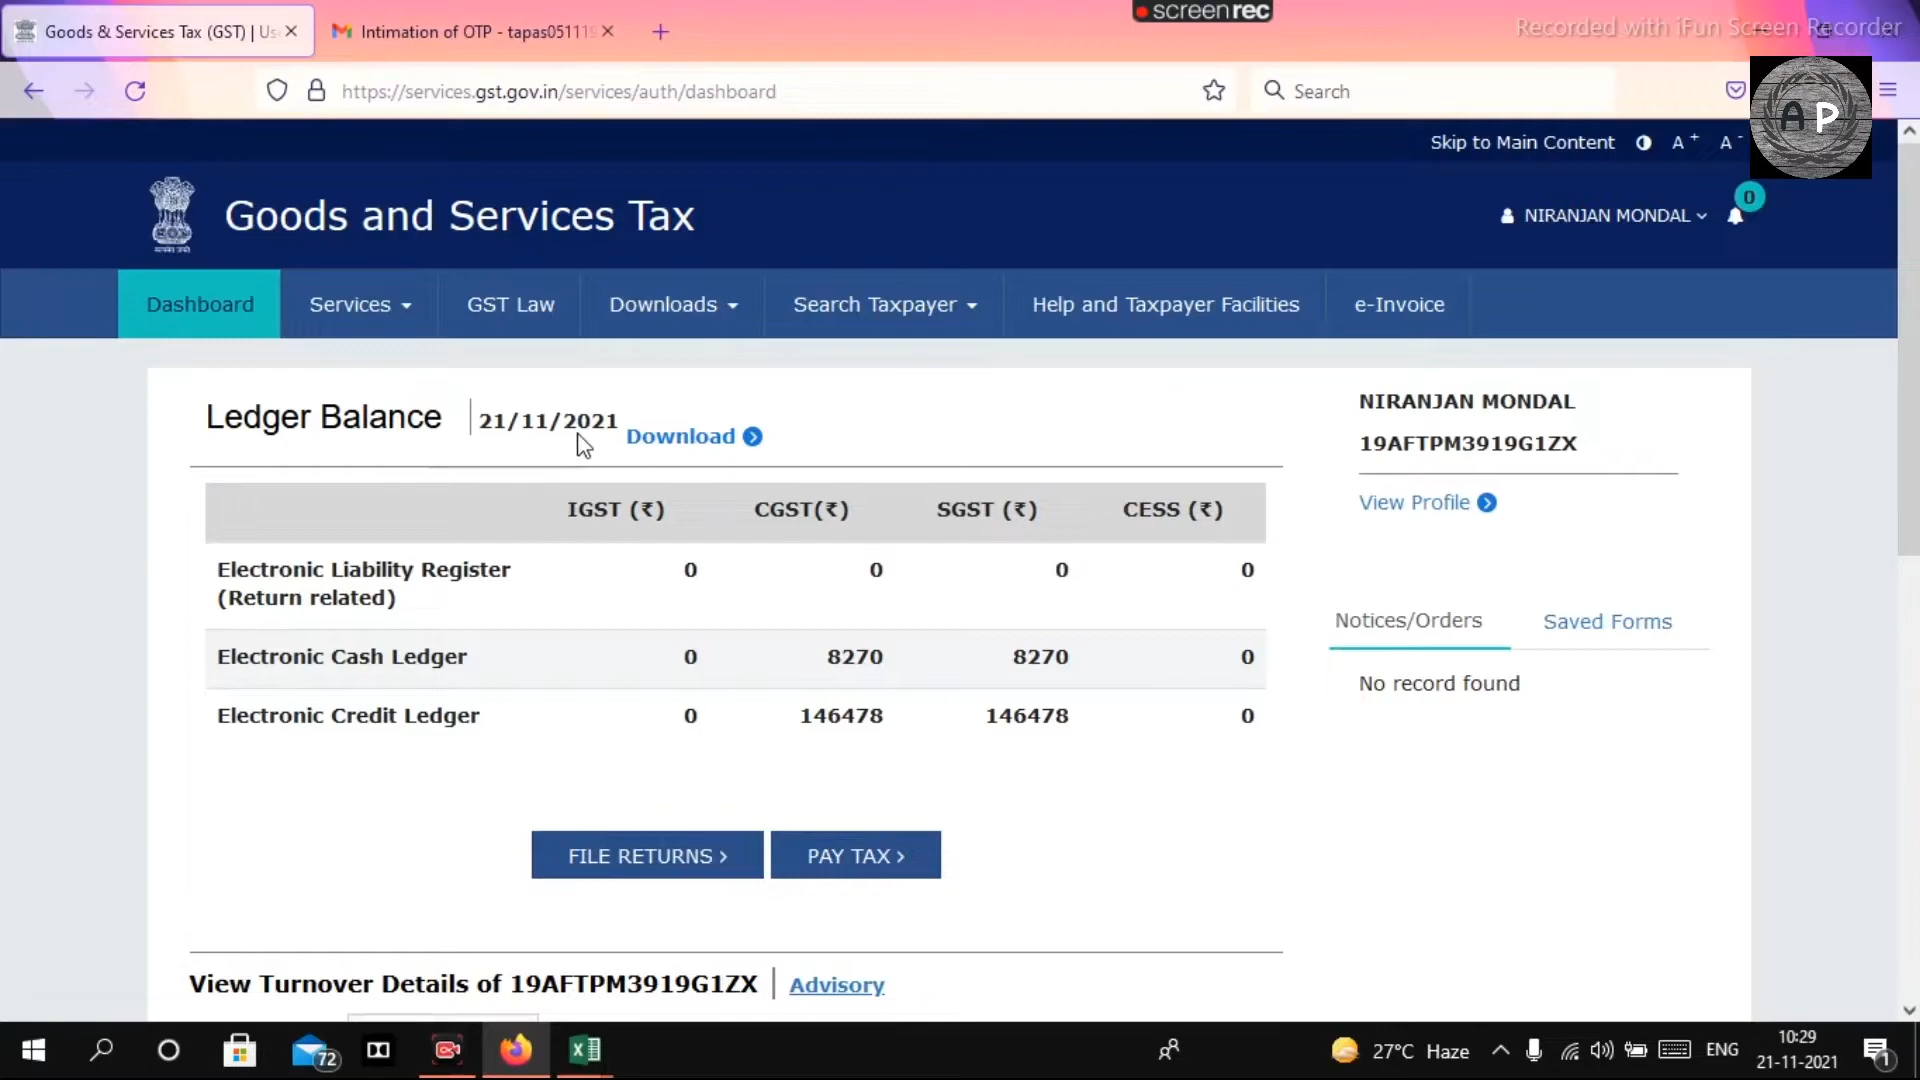 screenrec
Recorded with iFun Screen Recorder
Goods & Services Tax (GST) | Us
Intimation of OTP - tapas05111
https://services.gst.gov.in/services/auth/dashboard
Search
AP
Skip to Main Content
A+
A-
Goods and Services Tax
NIRANJAN MONDAL
0
Dashboard
Services
GST Law
Downloads
Search Taxpayer
Help and Taxpayer Facilities
e-Invoice
Ledger Balance
21/11/2021
Download
IGST (₹) CGST(₹) SGST (₹) CESS (₹)
Electronic Liability Register 0 0 0 0
(Return related)
Electronic Cash Ledger 0 8270 8270 0
Electronic Credit Ledger 0 146478 146478 0
FILE RETURNS >
PAY TAX >
View Turnover Details of 19AFTPM3919G1ZX
Advisory
NIRANJAN MONDAL
19AFTPM3919G1ZX
View Profile
Notices/Orders
Saved Forms
No record found
72
27°C Haze
ENG
10:29
21-11-2021
1